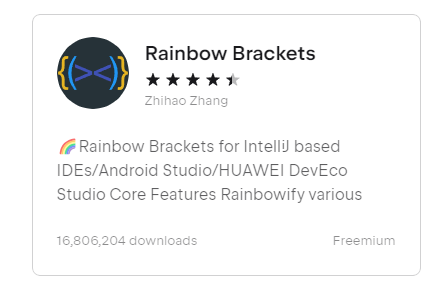 {(><)}
Rainbow Brackets
Zhihao Zhang
🌈Rainbow Brackets for IntelliJ based
IDEs/Android Studio/HUAWEI DevEco
Studio Core Features Rainbowify various
16,806,204 downloads
Freemium